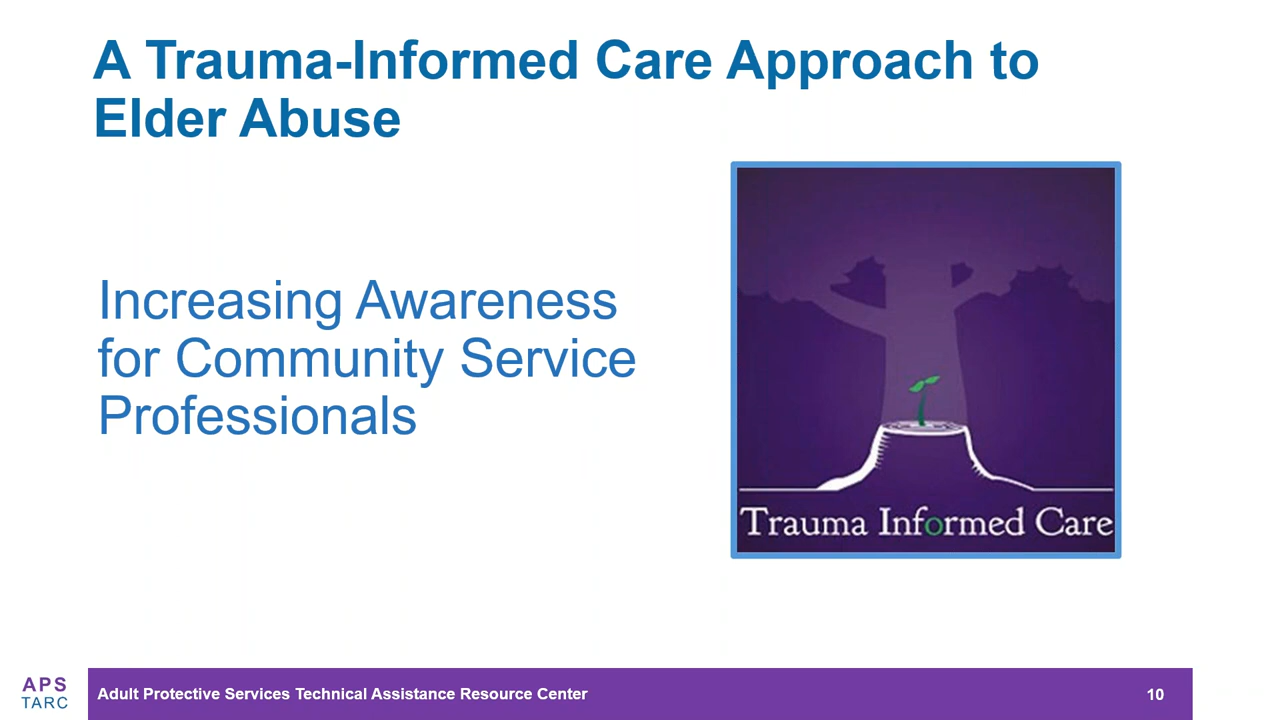 A Trauma-Informed Care Approach to
Elder Abuse
Increasing Awareness
for Community Service
Professionals
Trauma Informed Care
APS
TARC
Adult Protective Services Technical Assistance Resource Center
10